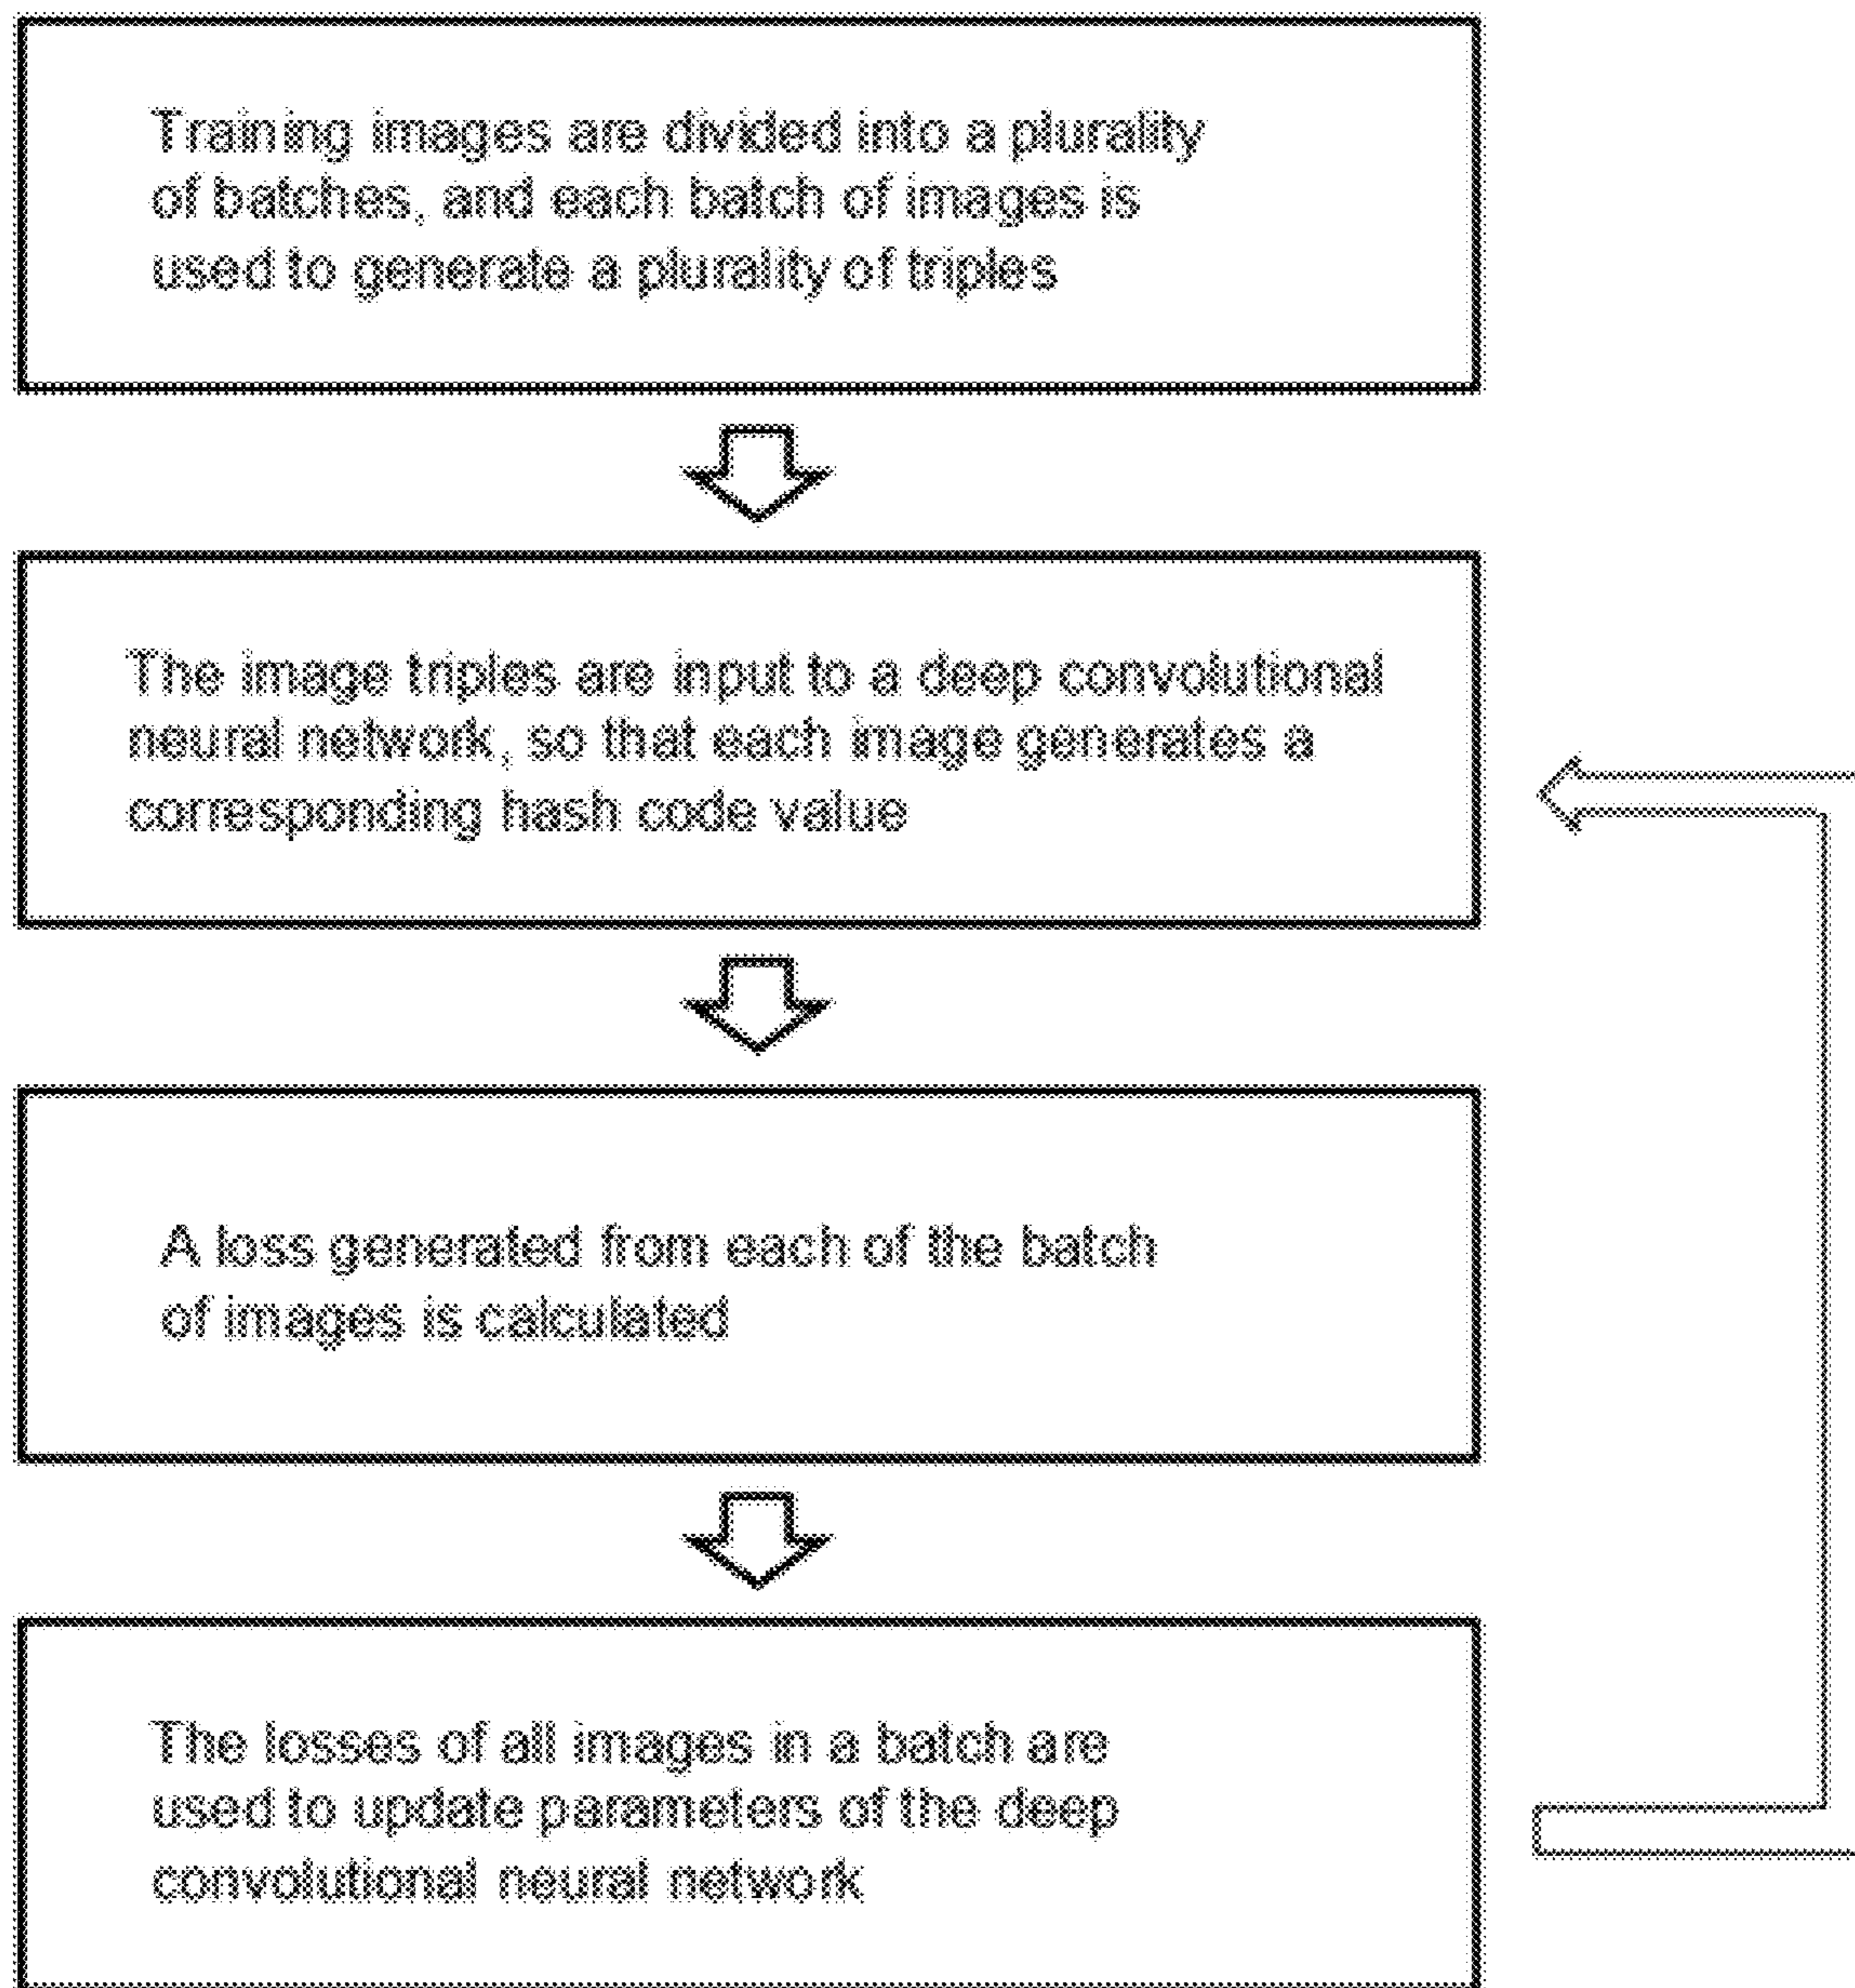 Training images are divided into a plurality
of batches, and each batch of images is
used to generate a plurality of triples
The image triples are input to a deep convolutional
neural network, so that each image generates a
corresponding hash code value
A loss generated from each of the batch
of images is calculated
The losses of all images in a batch are
used to update parameters of the deep
convolutional neural network